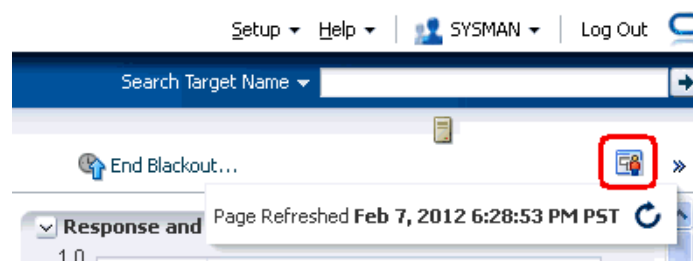 Setup Help SYSMAN Log Out
Search Target Name
End Blackout...
Page Refreshed Feb 7, 2012 6:28:53 PM PST
Response and
1.0